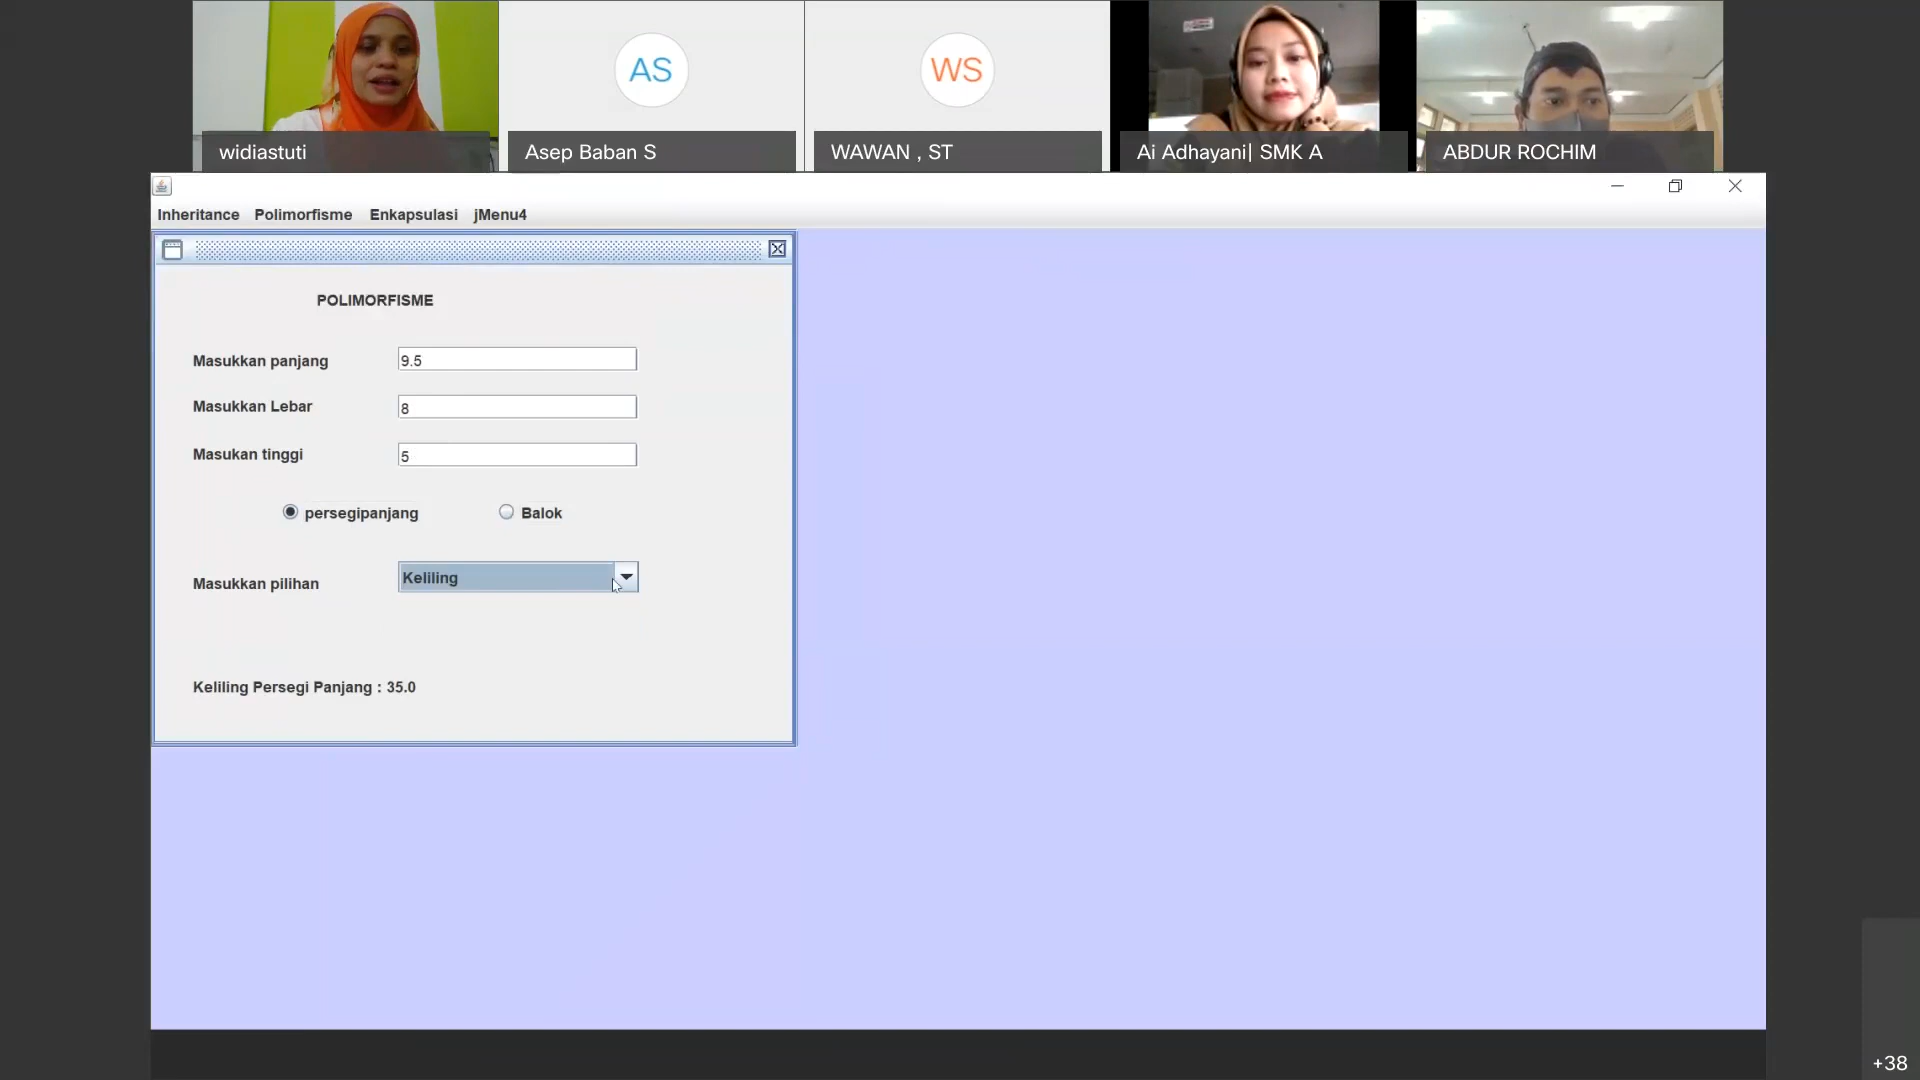 AS
WS
widiastuti
Asep Baban S
WAWAN , ST
Ai Adhayani| SMK A
ABDUR ROCHIM
Inheritance Polimorfisme Enkapsulasi jMenu4
POLIMORFISME
Masukkan panjang 9.5
Masukkan Lebar 8
Masukan tinggi 5
persegipanjang Balok
Masukkan pilihan Keliling
Keliling Persegi Panjang : 35.0
+38